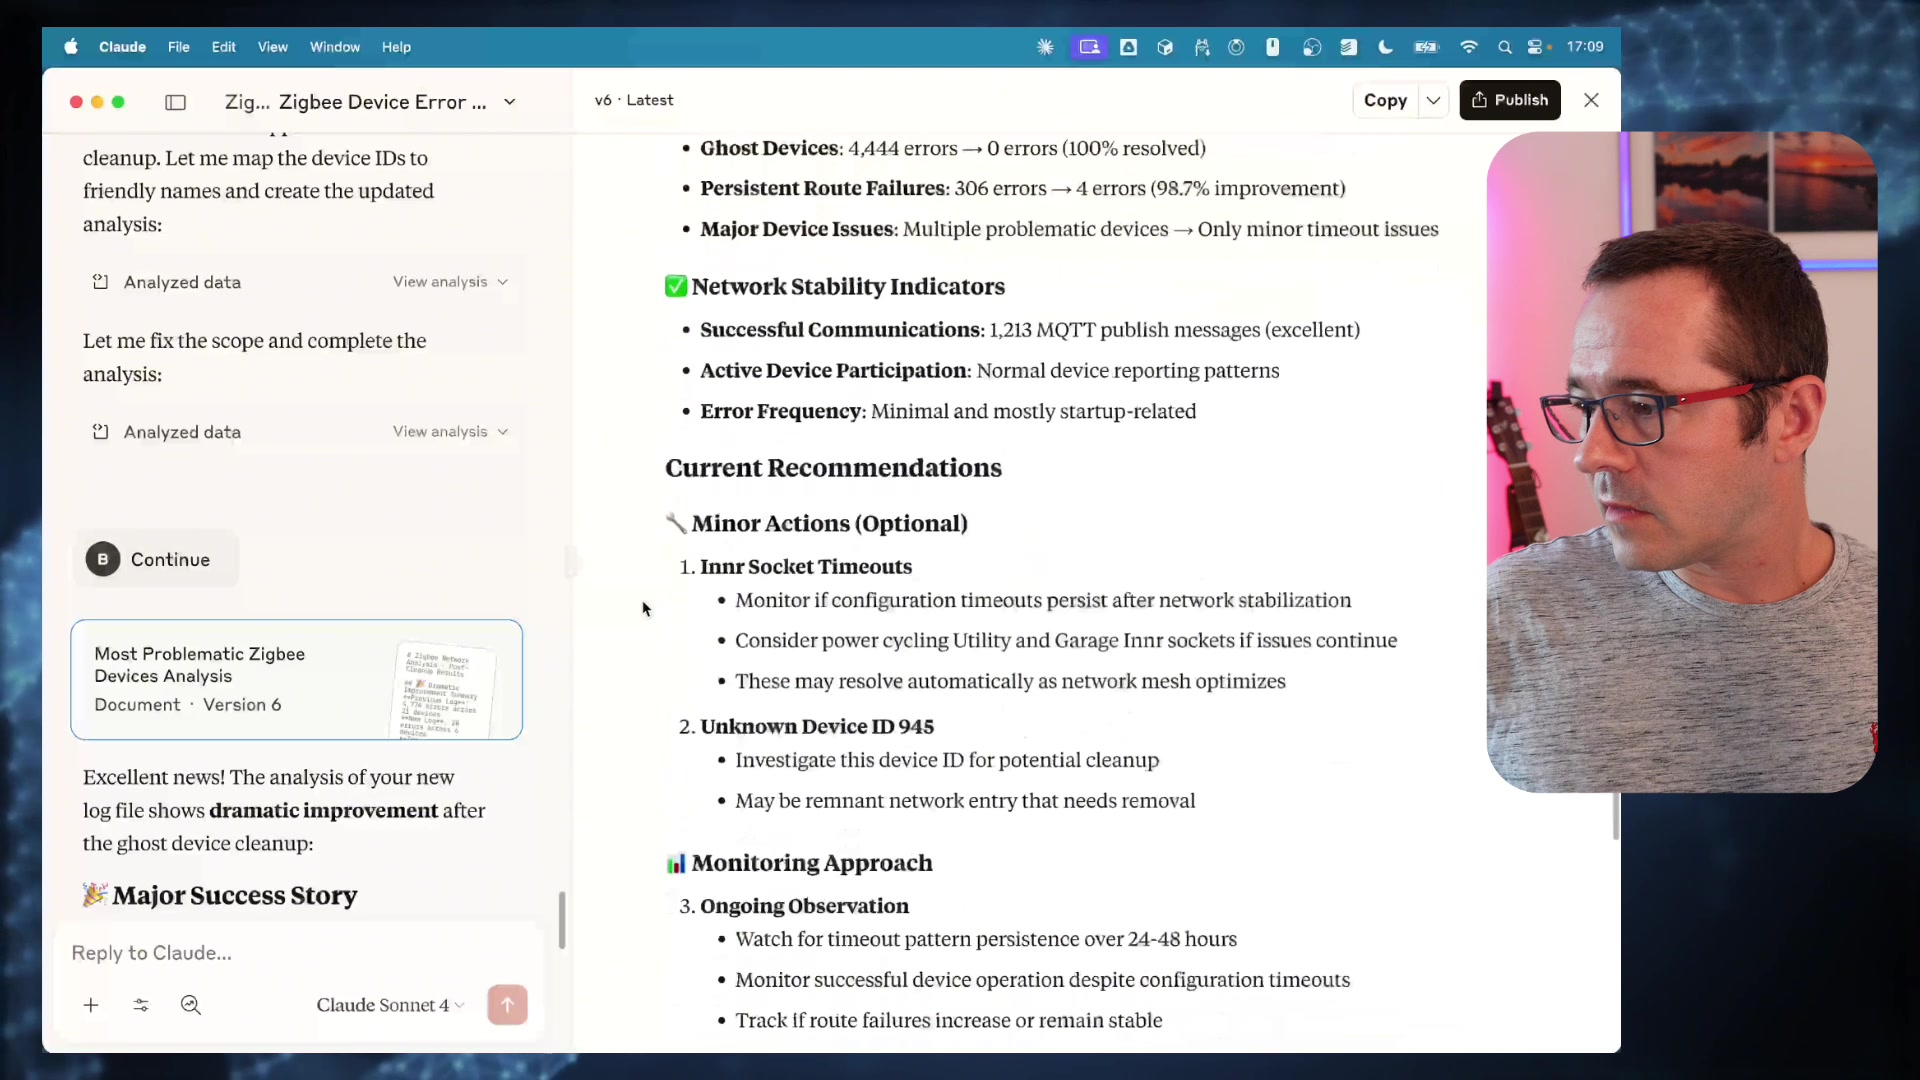 Claude File Edit View Window Help 17:09
Zig... Zigbee Device Error ...
v6 · Latest
Copy
Publish
cleanup. Let me map the device IDs to
friendly names and create the updated
analysis:
Analyzed data View analysis
Let me fix the scope and complete the
analysis:
Analyzed data View analysis
B Continue
Most Problematic Zigbee
Devices Analysis
Document · Version 6
# Zigbee Network
Analysis - Post-
Cleanup Results
Excellent news! The analysis of your new
log file shows dramatic improvement after
the ghost device cleanup:
🎉 Major Success Story
Reply to Claude...
Claude Sonnet 4
• Ghost Devices: 4,444 errors → 0 errors (100% resolved)
• Persistent Route Failures: 306 errors → 4 errors (98.7% improvement)
• Major Device Issues: Multiple problematic devices → Only minor timeout issues
✅ Network Stability Indicators
• Successful Communications: 1,213 MQTT publish messages (excellent)
• Active Device Participation: Normal device reporting patterns
• Error Frequency: Minimal and mostly startup-related
Current Recommendations
🔧 Minor Actions (Optional)
1. Innr Socket Timeouts
• Monitor if configuration timeouts persist after network stabilization
• Consider power cycling Utility and Garage Innr sockets if issues continue
• These may resolve automatically as network mesh optimizes
2. Unknown Device ID 945
• Investigate this device ID for potential cleanup
• May be remnant network entry that needs removal
📊 Monitoring Approach
3. Ongoing Observation
• Watch for timeout pattern persistence over 24-48 hours
• Monitor successful device operation despite configuration timeouts
• Track if route failures increase or remain stable